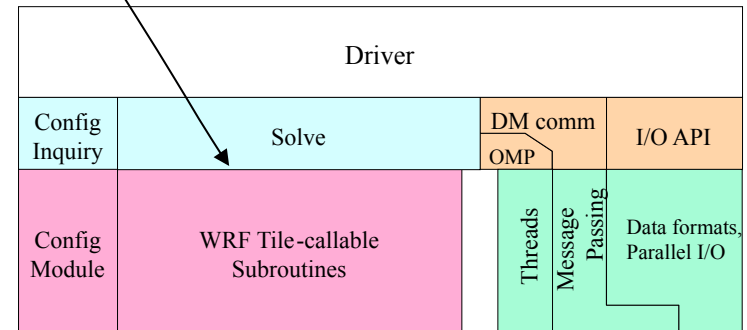 Driver
Config
Inquiry
Solve
DM comm
OMP
I/O API
Config
Module
WRF Tile-callable
Subroutines
Threads
Message
Passing
Data formats,
Parallel I/O